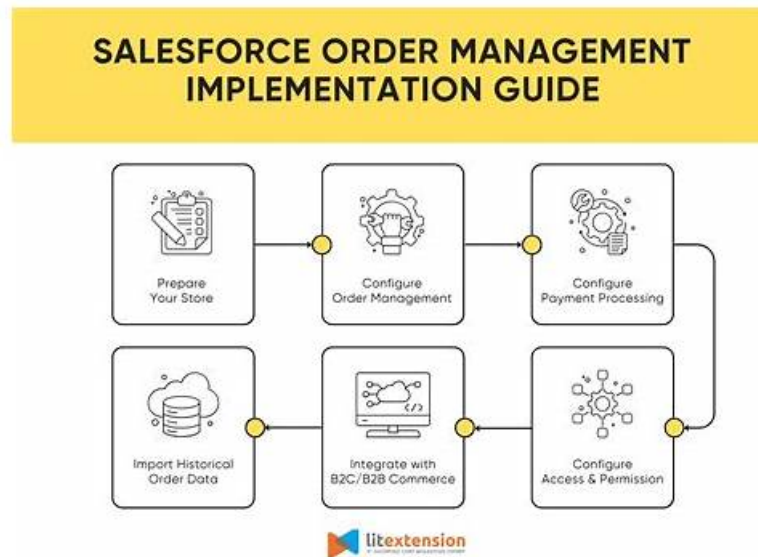 SALESFORCE ORDER MANAGEMENT
IMPLEMENTATION GUIDE
Prepare
Your Store
Configure
Order Management
Configure
Payment Processing
Configure
Access & Permission
Integrate with
B2C/B2B Commerce
</>
Import Historical
Order Data
litextension